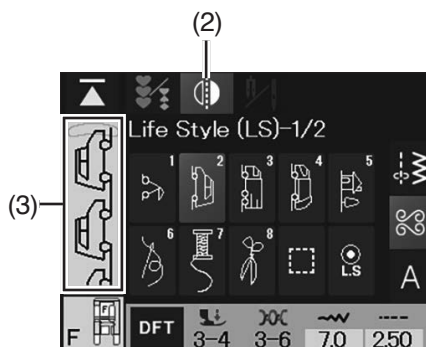 (2)
Life Style (LS)-1/2
1 2 3 4 5
(3)
6 7 8
L.S
A
F
DFT 3-4 3-6 7.0 2.50